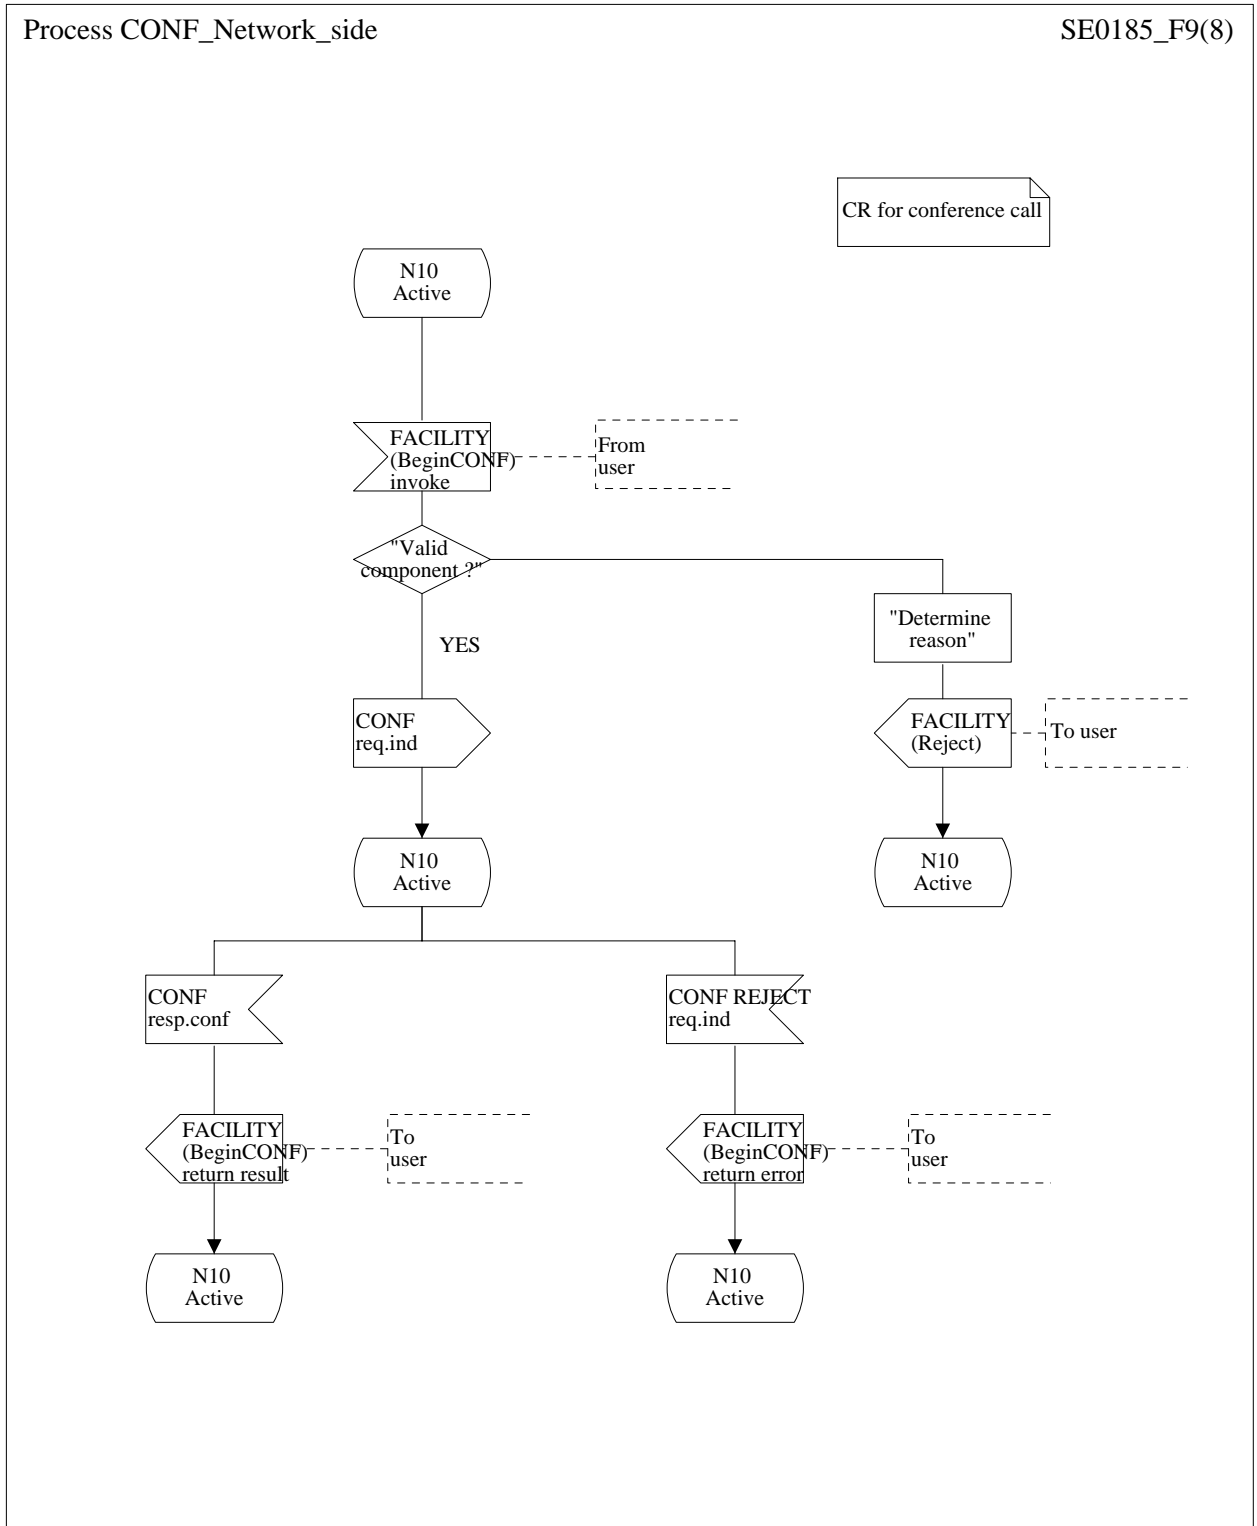 Process CONF_Network_side
SE0185_F9(8)
CR for conference call
N10
Active
FACILITY
(BeginCONF)
invoke
From
user
"Valid
component ?"
"Determine
reason"
YES
CONF
req.ind
FACILITY
(Reject)
To user
N10
Active
N10
Active
CONF
resp.conf
CONF REJECT
req.ind
FACILITY
(BeginCONF)
return result
To
user
FACILITY
(BeginCONF)
return error
To
user
N10
Active
N10
Active